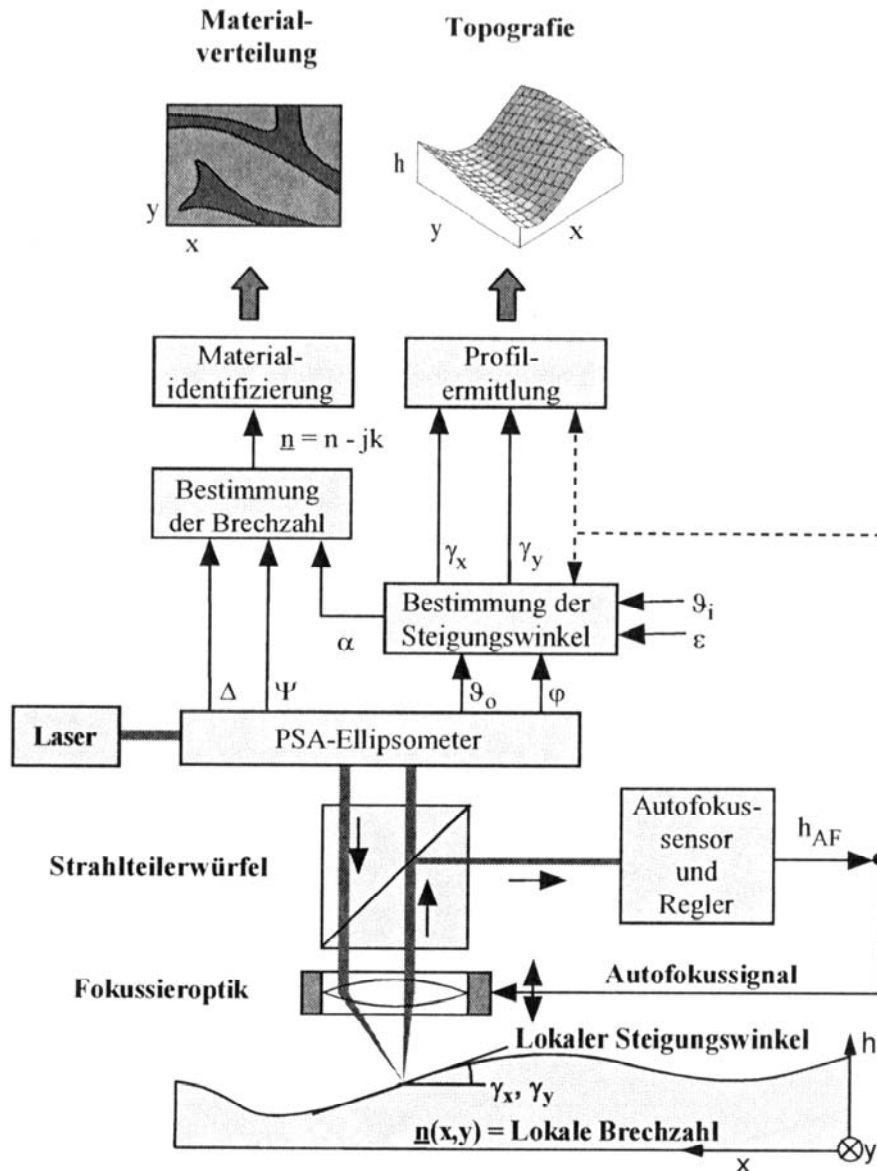 Material-
verteilung
Topografie
y
x
h
y
x
Material-
identifizierung
Profil-
ermittlung
n = n - jk
Bestimmung
der Brechzahl
γx
γy
Bestimmung der
Steigungswinkel
ϑi
ε
α
Δ
Ψ
ϑo
φ
Laser
PSA-Ellipsometer
Strahlteilerwürfel
Autofokus-
sensor
und
Regler
hAF
Fokussieroptik
Autofokussignal
Lokaler Steigungswinkel
h
γx, γy
n(x,y) = Lokale Brechzahl
x
y